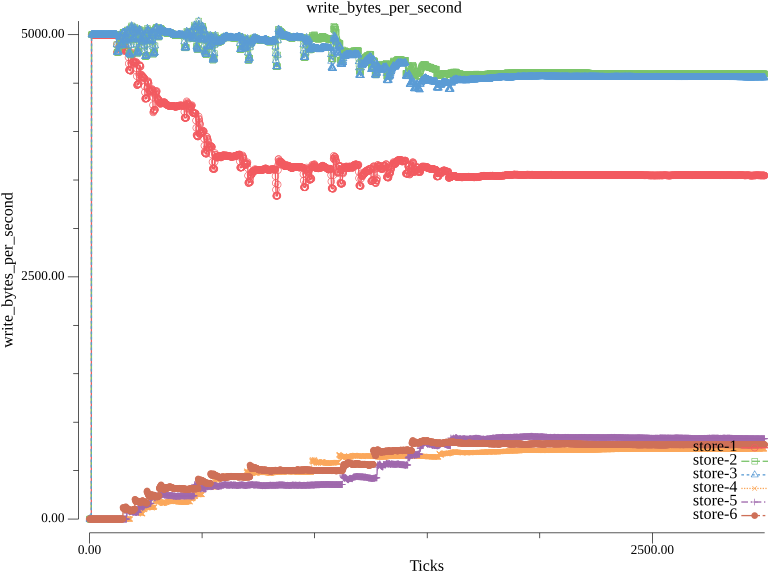 write_bytes_per_second
5000.00
write_bytes_per_second
2500.00
store-1
store-2
store-3
store-4
store-5
store-6
0.00
0.00
2500.00
Ticks